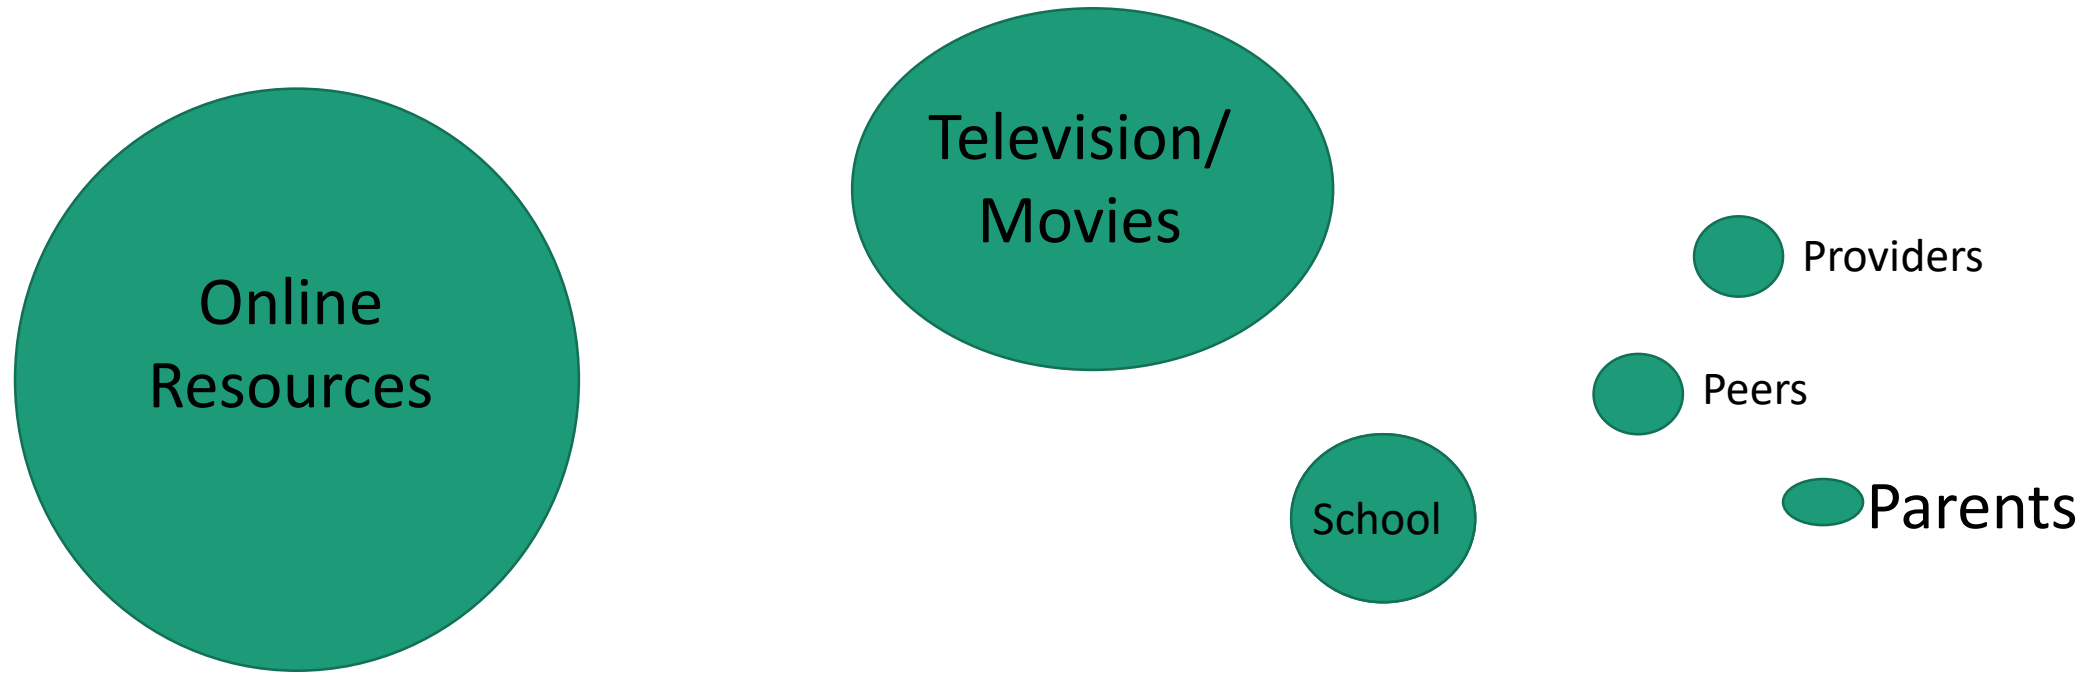 Online
Resources
Television/
Movies
School
Providers
Peers
Parents